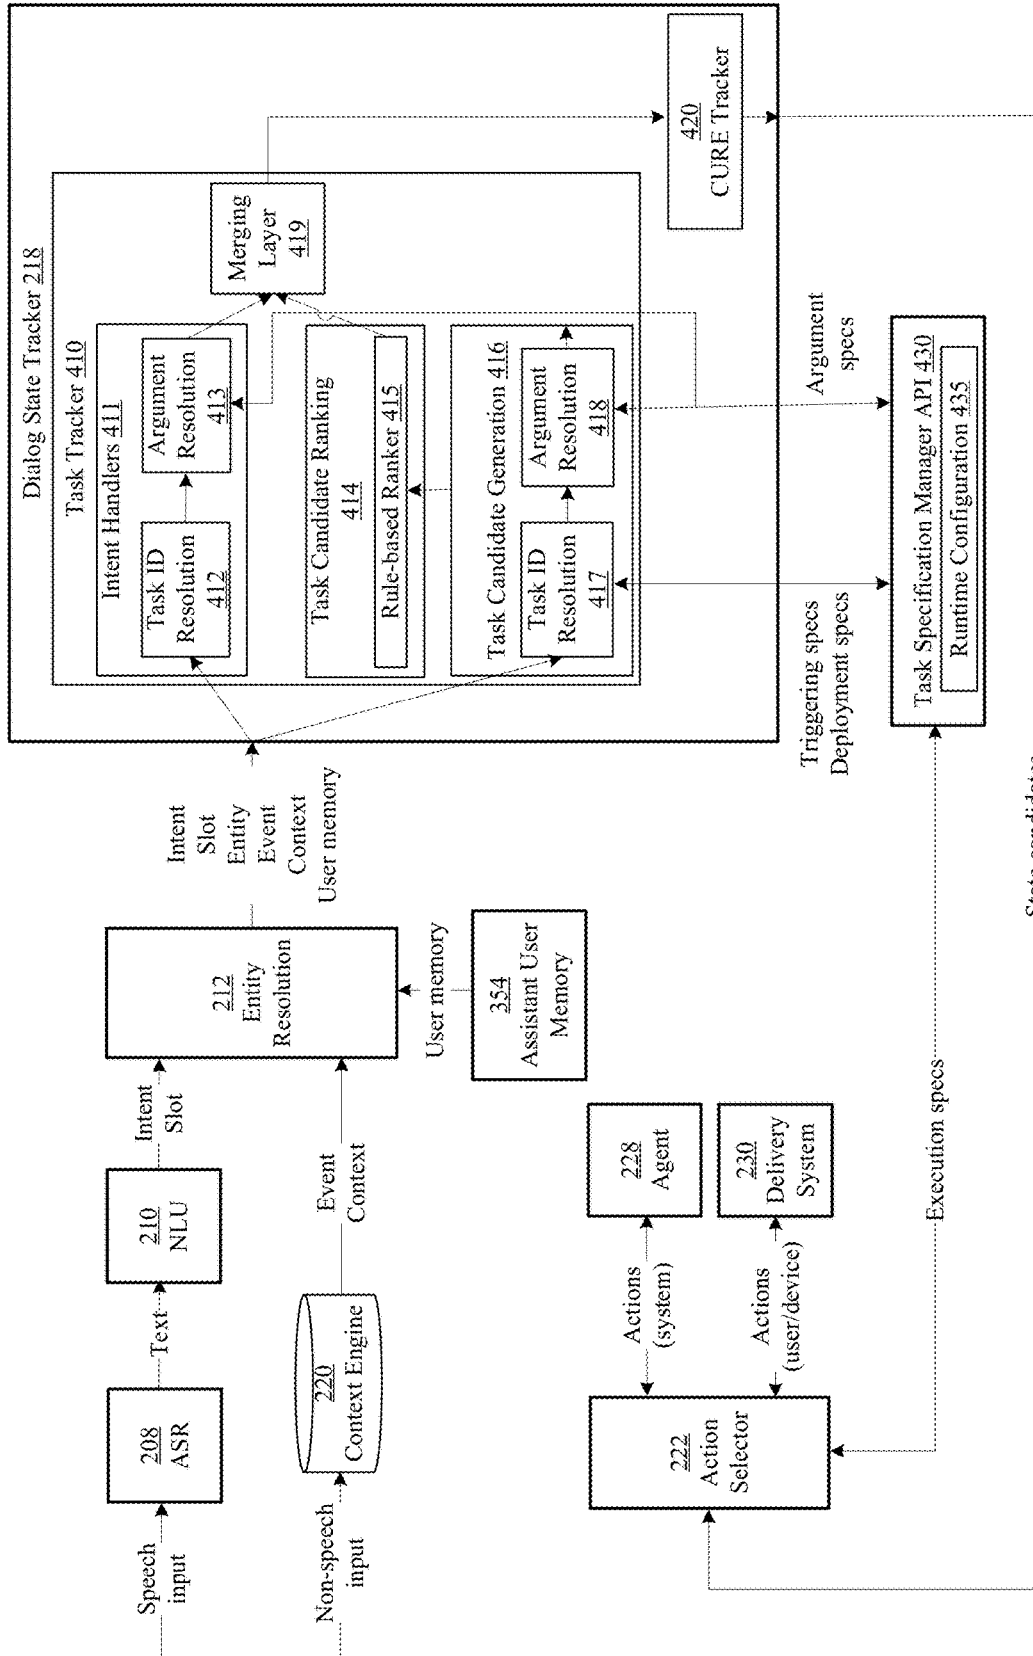 Speech
input
208
ASR
Text
210
NLU
Intent
Slot
Non-speech
input
220
Context Engine
Event
Context
212
Entity
Resolution
User memory
354
Assistant User
Memory
Intent
Slot
Entity
Event
Context
User memory
Dialog State Tracker 218
Task Tracker 410
Intent Handlers 411
Task ID
Resolution
412
Argument
Resolution
413
Task Candidate Ranking
414
Rule-based Ranker 415
Task Candidate Generation 416
Task ID
Resolution
417
Argument
Resolution
418
Merging
Layer
419
420
CURE Tracker
Triggering specs
Deployment specs
Argument
specs
Task Specification Manager API 430
Runtime Configuration 435
222
Action
Selector
Actions
(system)
228
Agent
Actions
(user/device)
230
Delivery
System
Execution specs